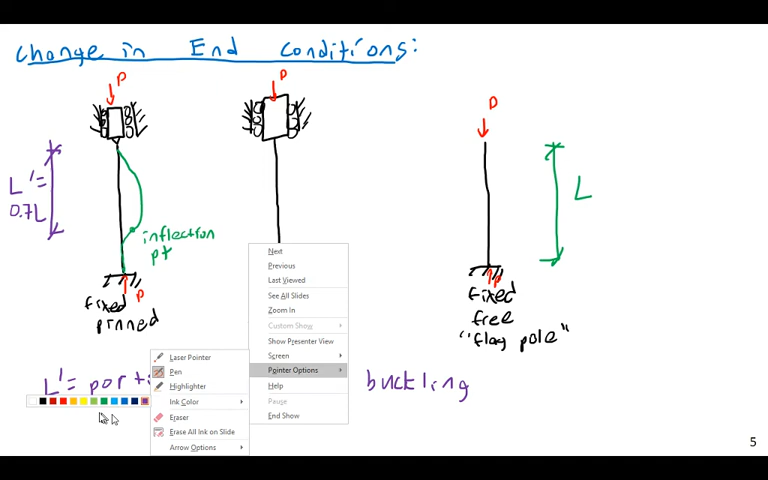 Change in End Conditions:
P
P
P
L' =
0.7L
L
inflection
pt
P
P
fixed
pinned
Fixed
free
"flag pole"
Next
Previous
Last Viewed
See All Slides
Zoom In
Custom Show
Show Presenter View
Screen
Pointer Options
Help
Pause
End Show
Laser Pointer
Pen
Highlighter
Ink Color
Eraser
Erase All Ink on Slide
Arrow Options
L' = porti buckling
5